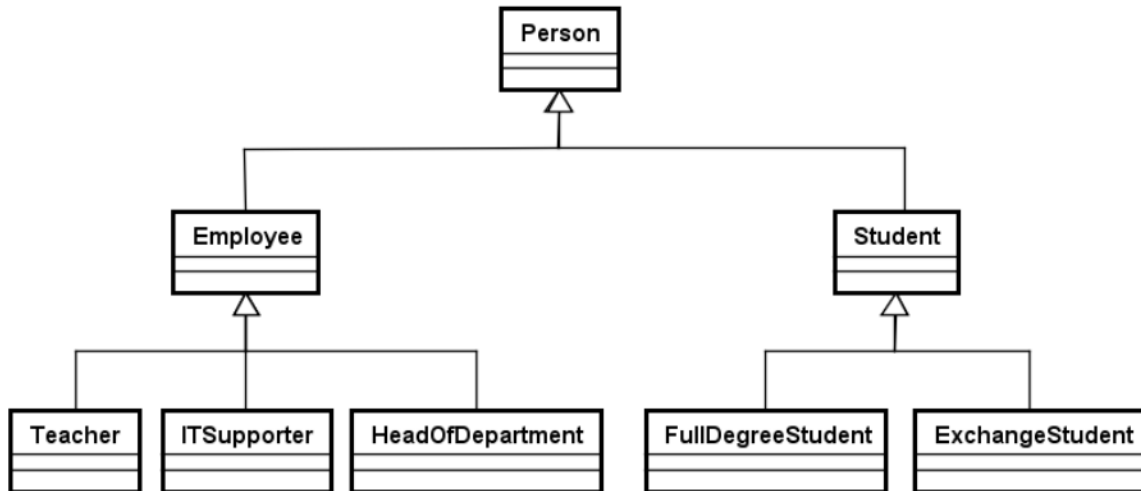 Person
Employee
Student
Teacher
ITSupporter
HeadOfDepartment
FullDegreeStudent
ExchangeStudent